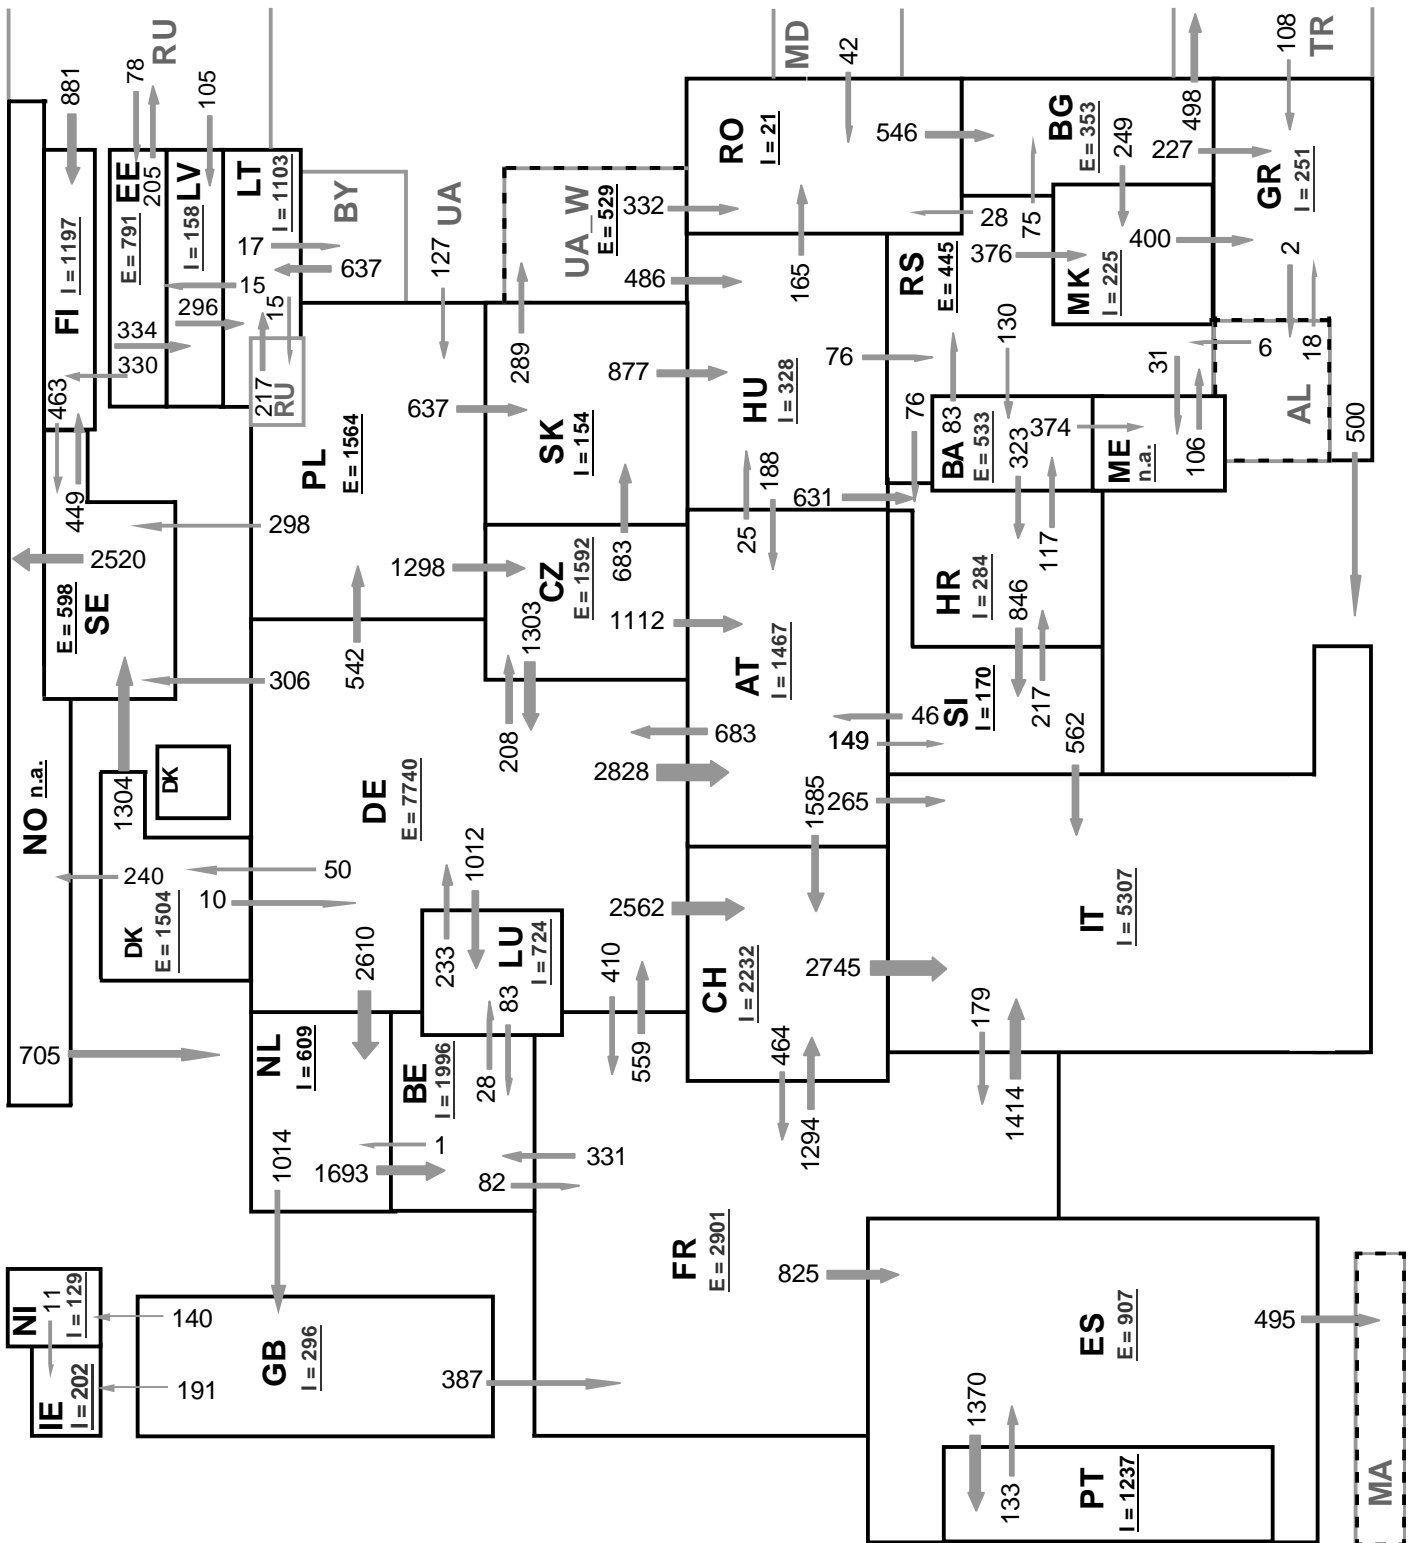 881
78
RU
105
205
EE
E = 791
LV
I = 158
LT
I = 1103
FI
I = 1197
BY
UA
17
637
15
15
296
334
330
217
RU
463
449
127
UA_W
E = 529
332
486
289
MD
42
RO
I = 21
546
165
28
BG
E = 353
249
75
376
227
498
108
TR
GR
I = 251
400
2
MK
I = 225
RS
E = 445
130
76
76
6
18
31
AL
500
PL
E = 1564
637
SK
I = 154
877
HU
I = 328
BA
E = 533
83
323
374
ME
n.a.
106
298
2520
E = 598
SE
306
1298
CZ
E = 1592
683
1303
542
25
188
631
117
HR
I = 284
846
217
1112
AT
I = 1467
SI
I = 170
46
149
562
208
683
2828
265
1585
NO n.a.
DK
1304
240
DK
E = 1504
50
10
DE
E = 7740
1012
233
LU
I = 724
2562
2745
CH
I = 2232
IT
I = 5307
2610
83
28
410
559
464
1294
179
1414
705
NL
I = 609
BE
I = 1996
1014
1693
1
331
82
FR
E = 2901
825
NI
11
I = 129
140
IE
I = 202
191
GB
I = 296
387
ES
E = 907
495
1370
133
PT
I = 1237
MA